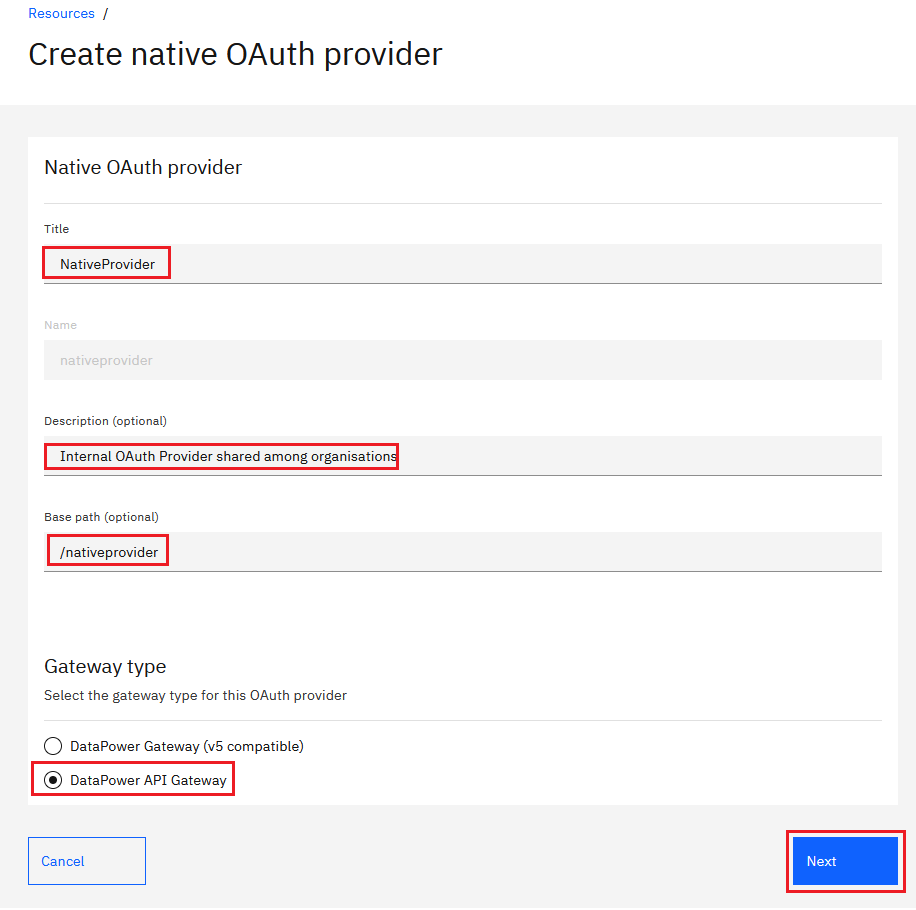 Resources /
Create native OAuth provider
Native OAuth provider
Title
NativeProvider
Name
nativeprovider
Description (optional)
Internal OAuth Provider shared among organisations
Base path (optional)
/nativeprovider
Gateway type
Select the gateway type for this OAuth provider
DataPower Gateway (v5 compatible)
DataPower API Gateway
Cancel
Next